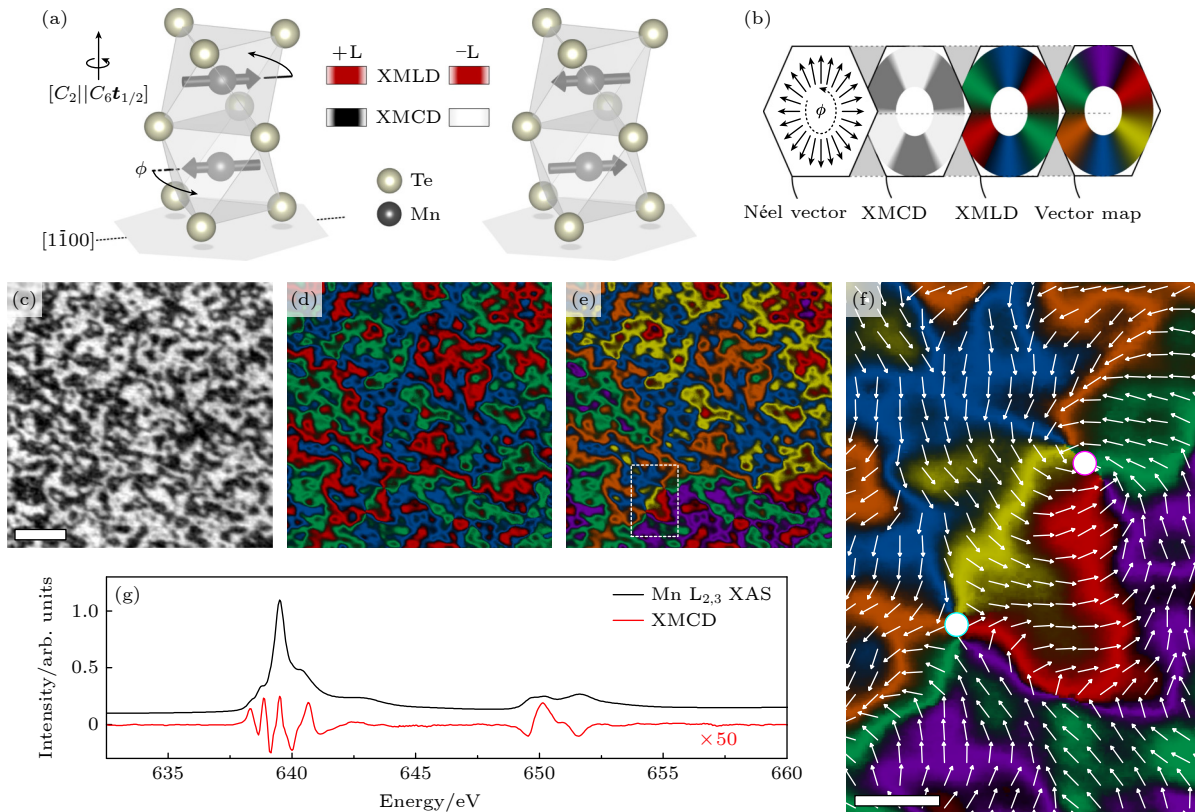 (a)
[C₂||C₆t₁/₂]
+L
−L
XMLD
XMCD
ϕ
Te
Mn
[11̄00]
(b)
ϕ
Néel vector
XMCD
XMLD
Vector map
(c)
(d)
(e)
(f)
(g)
Mn L₂,₃ XAS
XMCD
Intensity/arb. units
1.0
0.5
0
×50
635
640
645
650
655
660
Energy/eV